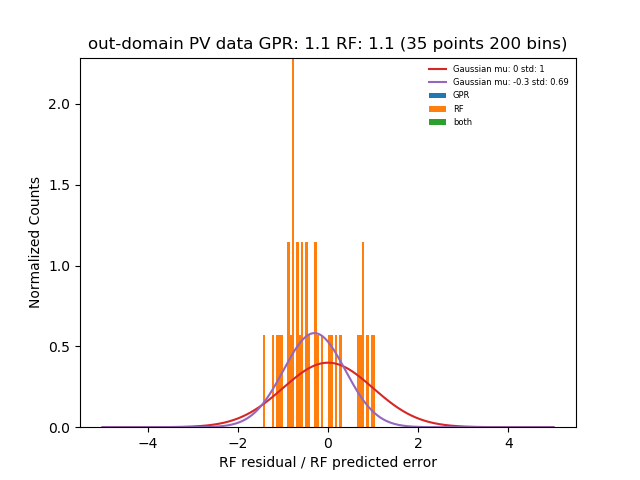 out-domain PV data GPR: 1.1 RF: 1.1 (35 points 200 bins)
Gaussian mu: 0 std: 1
Gaussian mu: -0.3 std: 0.69
GPR
RF
both
Normalized Counts
2.0
1.5
1.0
0.5
0.0
−4
−2
0
2
4
RF residual / RF predicted error